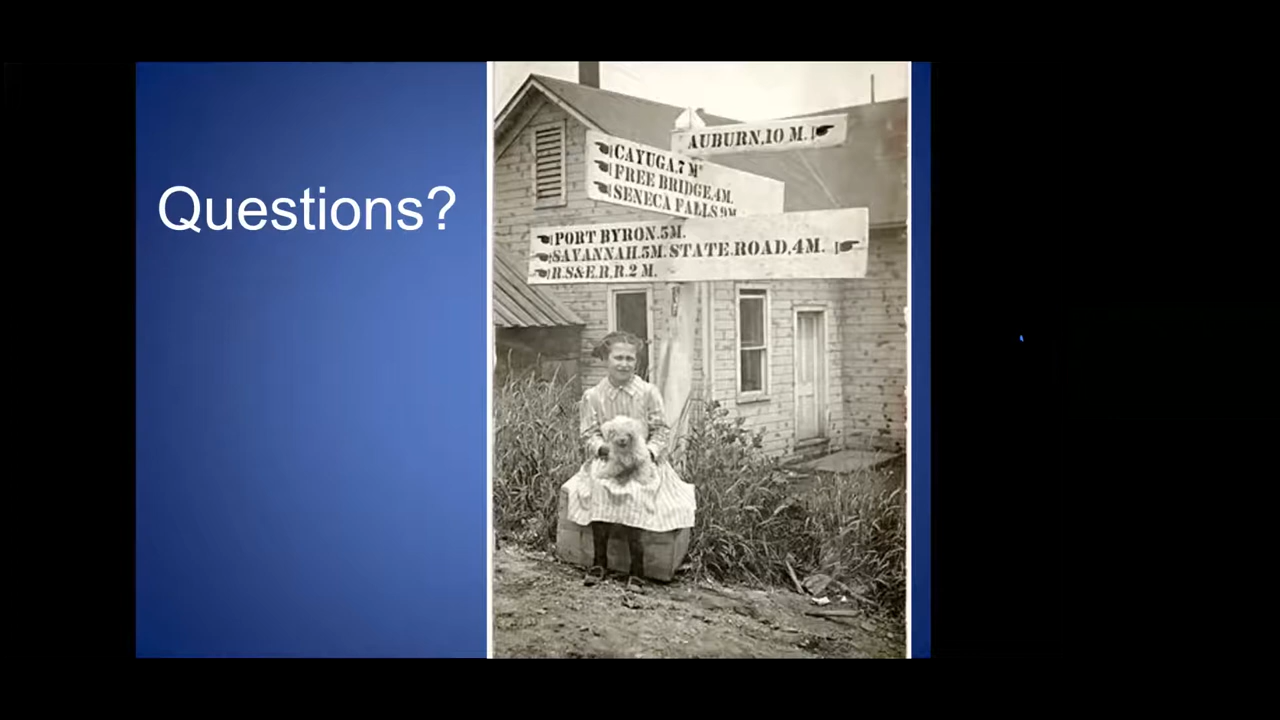 Questions?
AUBURN,10 M.
CAYUGA,7 M
FREE BRIDGE,4M.
SENECA FALLS 9M
PORT BYRON.5M.
SAVANNAH.5M. STATE.ROAD,4M.
R.S&E.R.R.2 M.